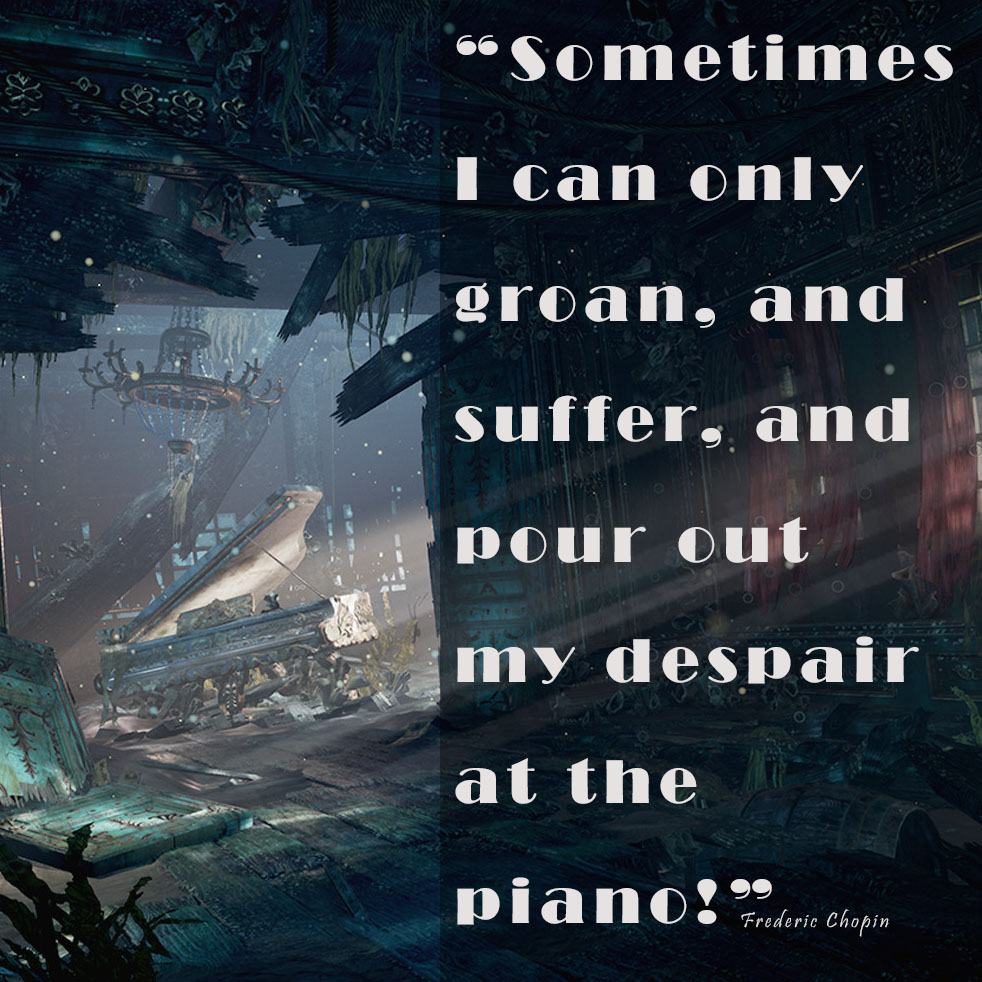 “Sometimes
I can only
groan, and
suffer, and
pour out
my despair
at the
piano!”
Frederic Chopin